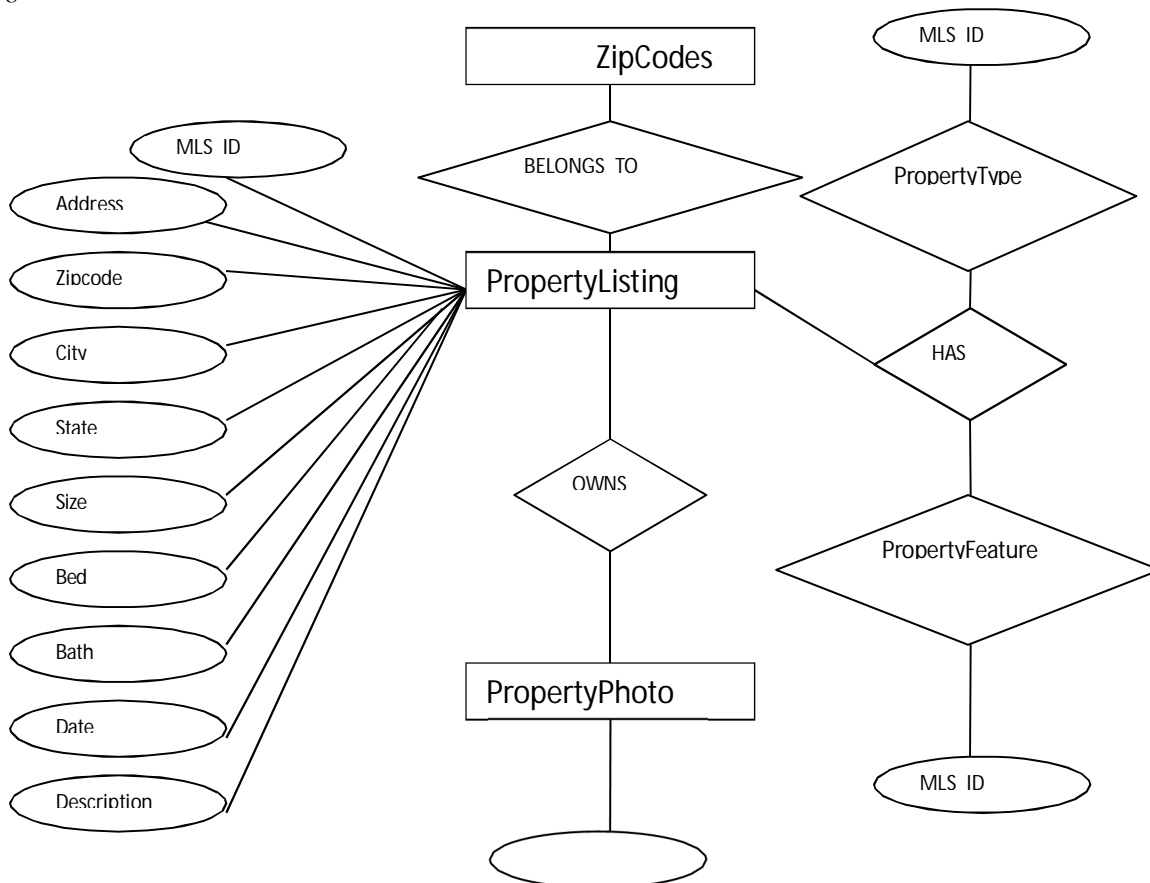 ZipCodes
MLS ID
MLS ID
BELONGS TO
PropertyType
Address
Zipcode
PropertyListing
City
HAS
State
Size
OWNS
PropertyFeature
Bed
Bath
PropertyPhoto
Date
MLS ID
Description